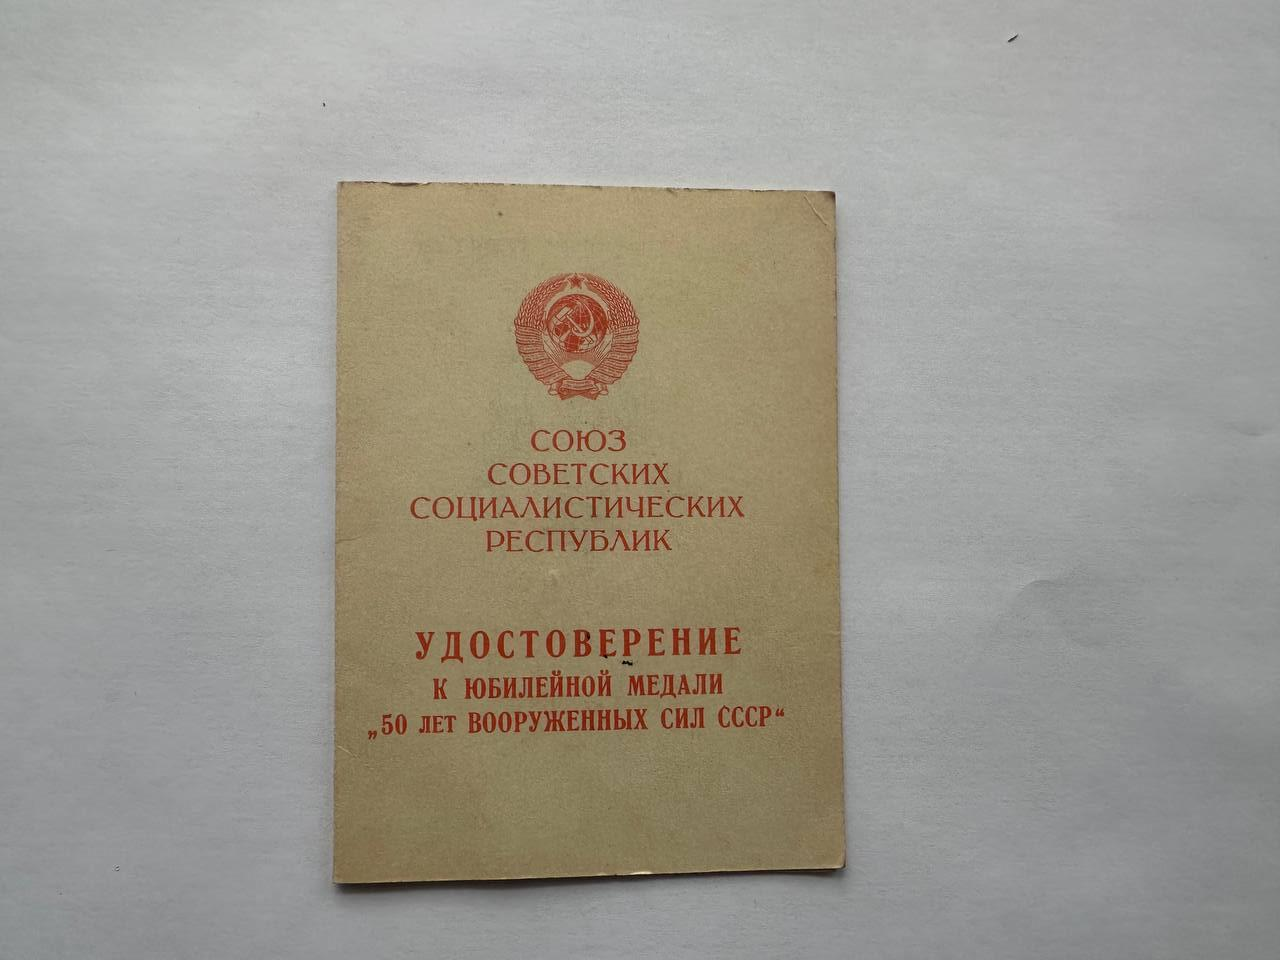 СОЮЗ
СОВЕТСКИХ
СОЦИАЛИСТИЧЕСКИХ
РЕСПУБЛИК
УДОСТОВЕРЕНИЕ
К ЮБИЛЕЙНОЙ МЕДАЛИ
„50 ЛЕТ ВООРУЖЕННЫХ СИЛ СССР“